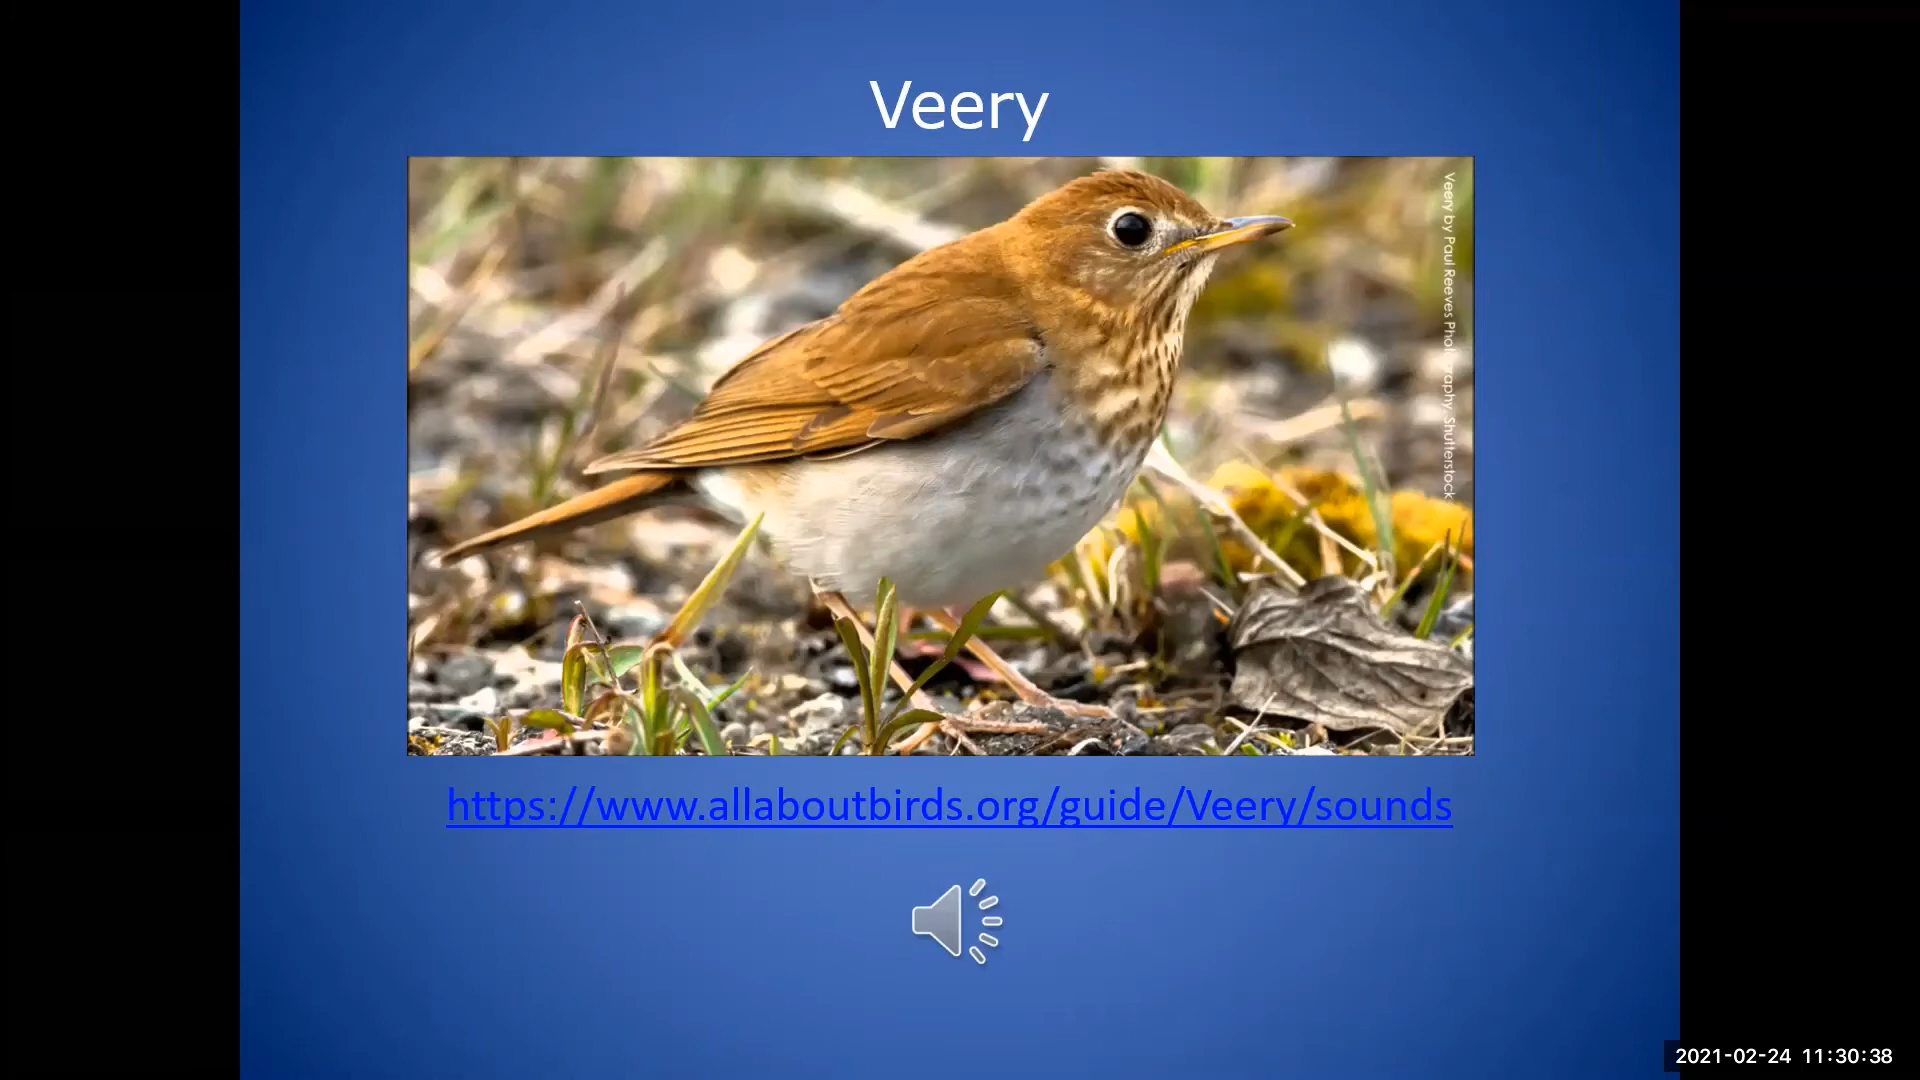 Veery
Veery by Paul Reeves Photography, Shutterstock
https://www.allaboutbirds.org/guide/Veery/sounds
2021-02-24 11:30:38